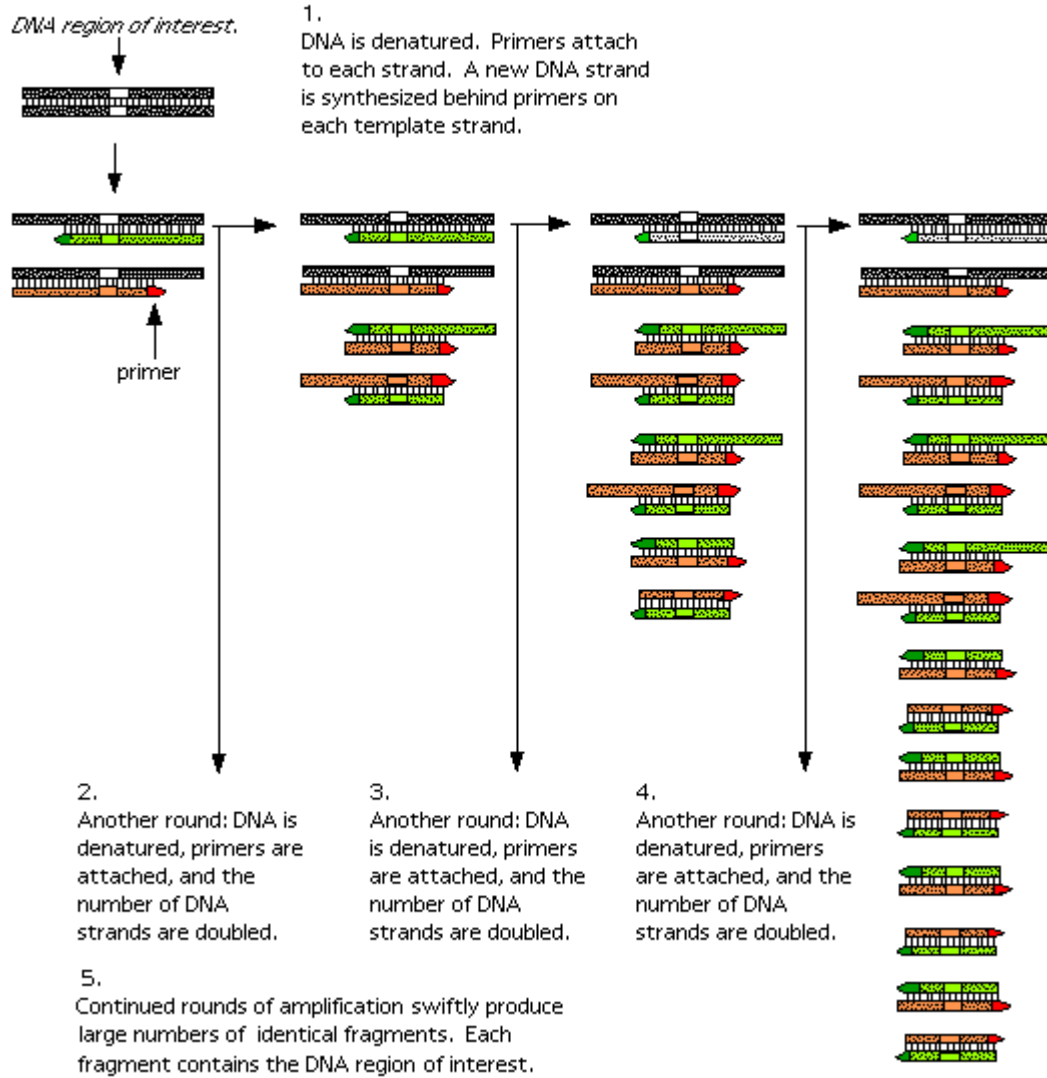 DNA region of interest.
1.
DNA is denatured.  Primers attach
to each strand.  A new DNA strand
is synthesized behind primers on
each template strand.
primer
2.
Another round: DNA is
denatured, primers are
attached, and the
number of DNA
strands are doubled.
3.
Another round: DNA
is denatured, primers
are attached, and the
number of DNA
strands are doubled.
4.
Another round: DNA is
denatured, primers
are attached, and the
number of DNA
strands are doubled.
5.
Continued rounds of amplification swiftly produce
large numbers of  identical fragments.  Each
fragment contains the DNA region of interest.